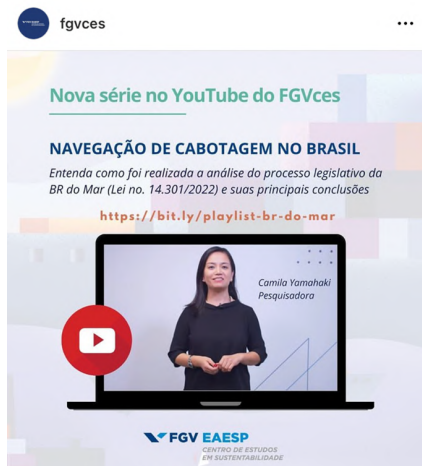 fgvces
Nova série no YouTube do FGVces
NAVEGAÇÃO DE CABOTAGEM NO BRASIL
Entenda como foi realizada a análise do processo legislativo da
BR do Mar (Lei no. 14.301/2022) e suas principais conclusões
https://bit.ly/playlist-br-do-mar
Camila Yamahaki
Pesquisadora
FGV EAESP
CENTRO DE ESTUDOS
EM SUSTENTABILIDADE